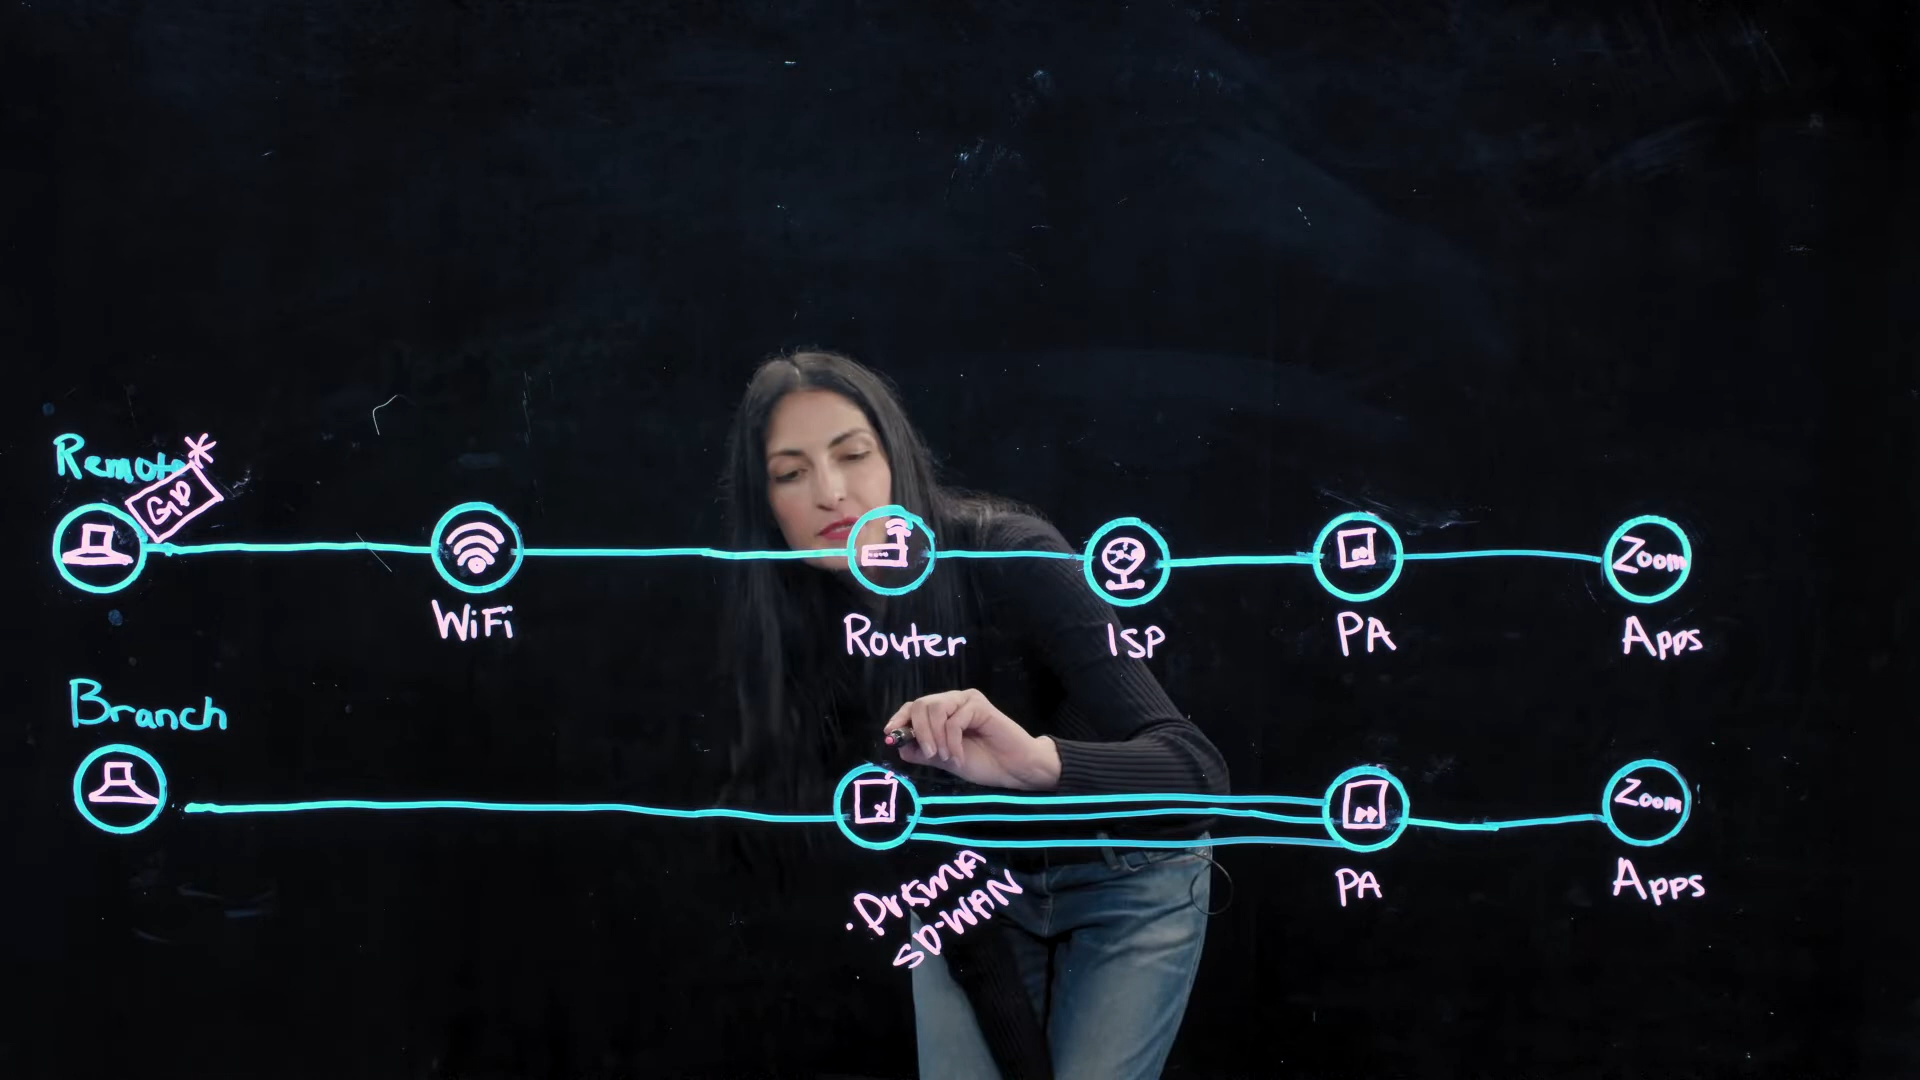 Remote
GP
Zoom
WiFi
Router
ISP
PA
Apps
Branch
Zoom
Prisma
SD-WAN
PA
Apps